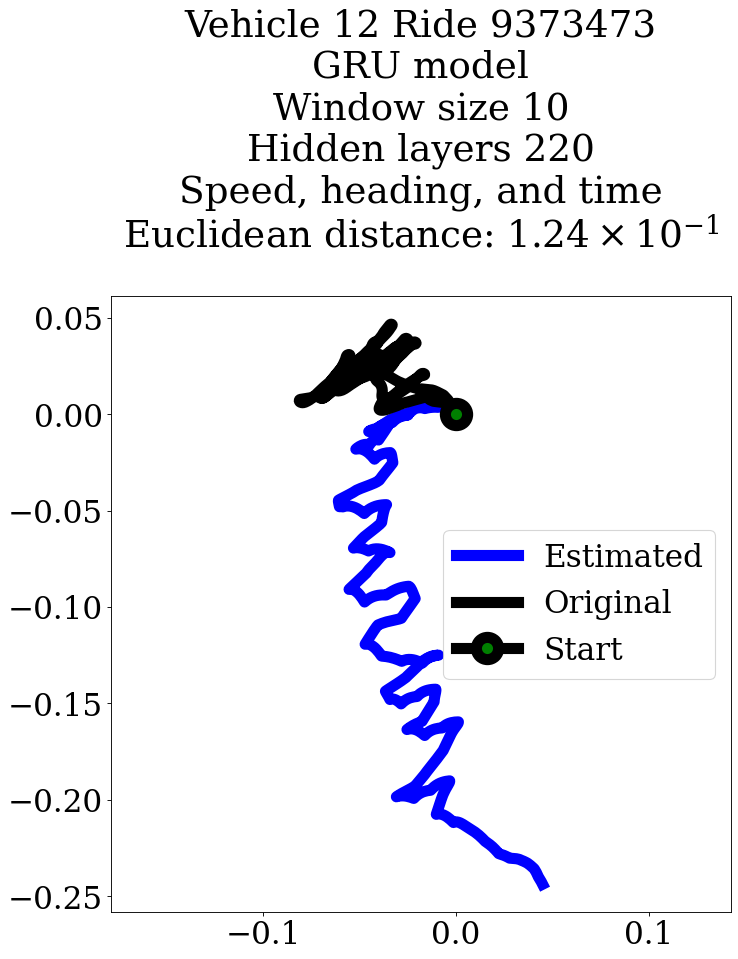 Vehicle 12 Ride 9373473
GRU model
Window size 10
Hidden layers 220
Speed, heading, and time
Euclidean distance: 1.24 × 10⁻¹
0.05
0.00
−0.05
−0.10
−0.15
−0.20
−0.25
Estimated
Original
Start
−0.1
0.0
0.1